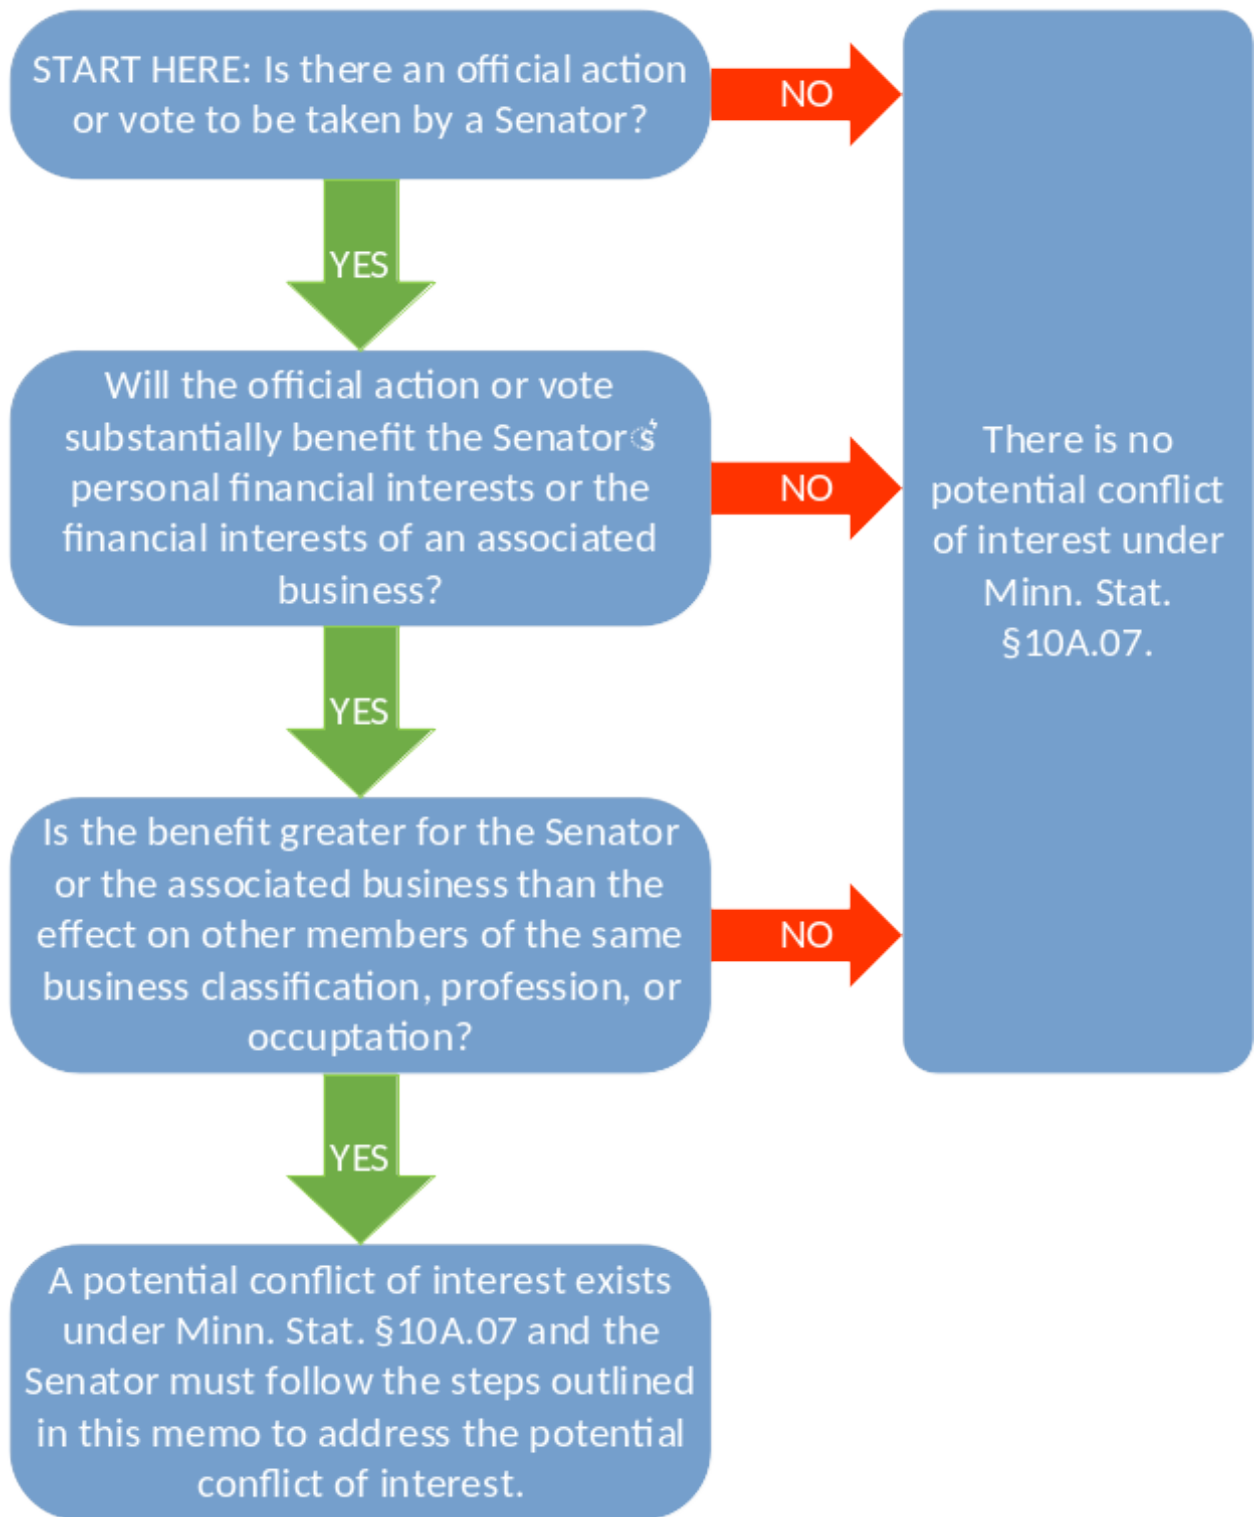 START HERE: Is there an official action
or vote to be taken by a Senator?
NO
YES
Will the official action or vote
substantially benefit the Senator
personal financial interests or the
financial interests of an associated
business?
NO
There is no
potential conflict
of interest under
Minn. Stat.
§10A.07.
YES
Is the benefit greater for the Senator
or the associated business than the
effect on other members of the same
business classification, profession, or
occuptation?
NO
YES
A potential conflict of interest exists
under Minn. Stat. §10A.07 and the
Senator must follow the steps outlined
in this memo to address the potential
conflict of interest.